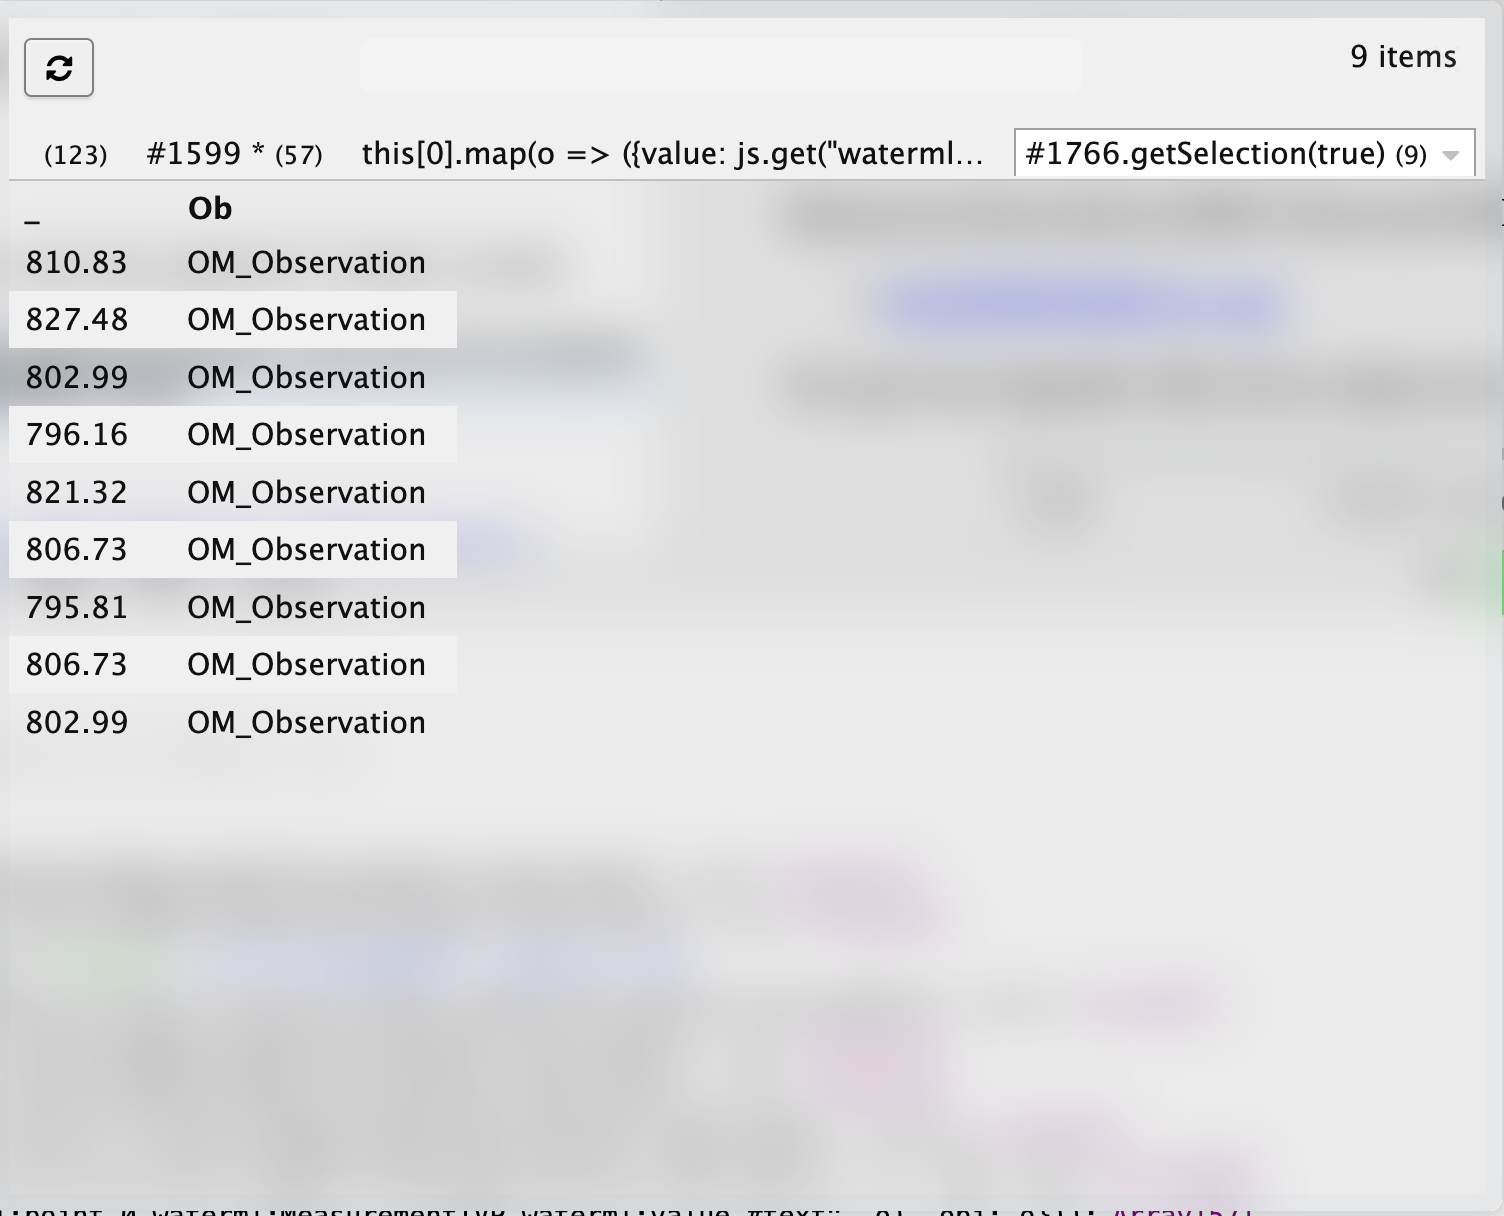 9 items
(123) #1599 * (57) this[0].map(o => ({value: js.get("waterml... #1766.getSelection(true) (9)
_ Ob
810.83 OM_Observation
827.48 OM_Observation
802.99 OM_Observation
796.16 OM_Observation
821.32 OM_Observation
806.73 OM_Observation
795.81 OM_Observation
806.73 OM_Observation
802.99 OM_Observation